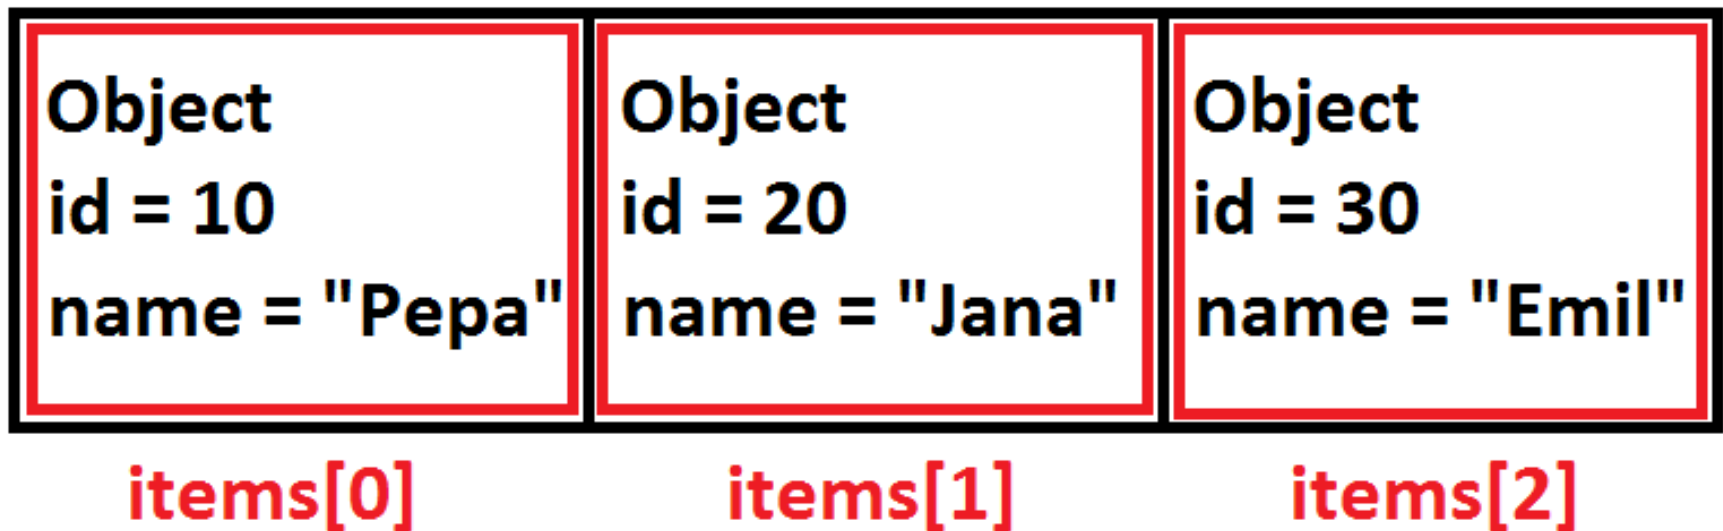 Object
id = 10
name = "Pepa"
Object
id = 20
name = "Jana"
Object
id = 30
name = "Emil"
items[0]
items[1]
items[2]